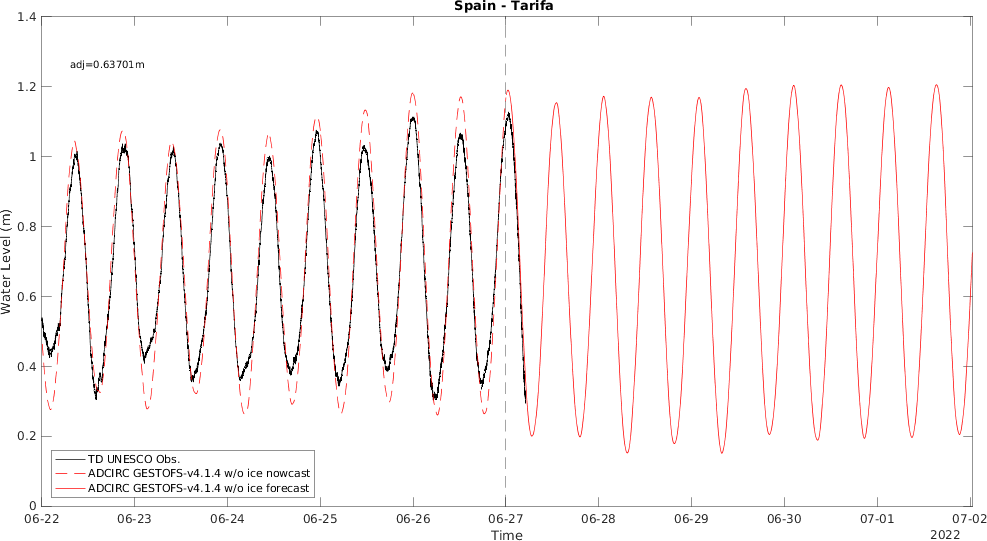 Spain - Tarifa
adj=0.63701m
Water Level (m)
1.4
1.2
1
0.8
0.6
0.4
0.2
0
TD UNESCO Obs.
ADCIRC GESTOFS-v4.1.4 w/o ice nowcast
ADCIRC GESTOFS-v4.1.4 w/o ice forecast
06-22 06-23 06-24 06-25 06-26 06-27 06-28 06-29 06-30 07-01 07-02
Time
2022